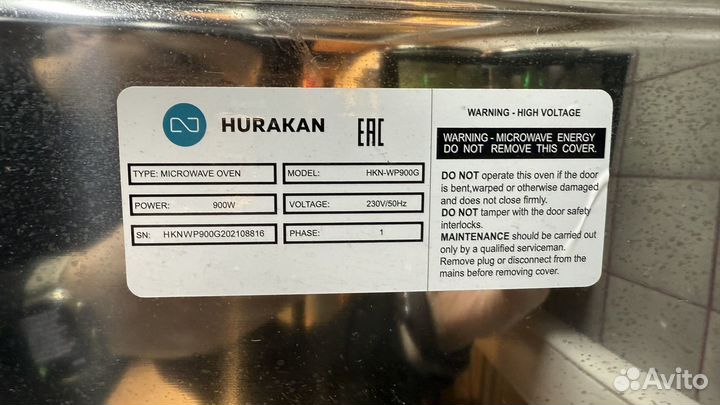 HURAKAN
EAC
TYPE: MICROWAVE OVEN
MODEL: HKN-WP900G
POWER: 900W
VOLTAGE: 230V/50Hz
SN: HKNWP900G202108816
PHASE: 1
WARNING - HIGH VOLTAGE
WARNING - MICROWAVE ENERGY
DO NOT REMOVE THIS COVER.
DO NOT operate this oven if the door
is bent,warped or otherwise damaged
and does not close firmly.
DO NOT tamper with the door safety
interlocks.
MAINTENANCE should be carried out
only by a qualified serviceman.
Remove plug or disconnect from the
mains before removing cover.
Avito